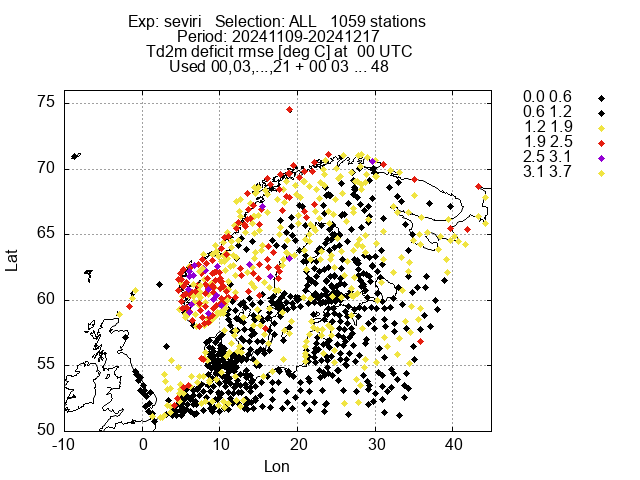 Exp: seviri   Selection: ALL   1059 stations
Period: 20241109-20241217
Td2m deficit rmse [deg C] at  00 UTC
Used 00,03,...,21 + 00 03 ... 48
0.0 0.6
0.6 1.2
1.2 1.9
1.9 2.5
2.5 3.1
3.1 3.7
75
70
65
60
55
50
Lat
-10 0 10 20 30 40
Lon